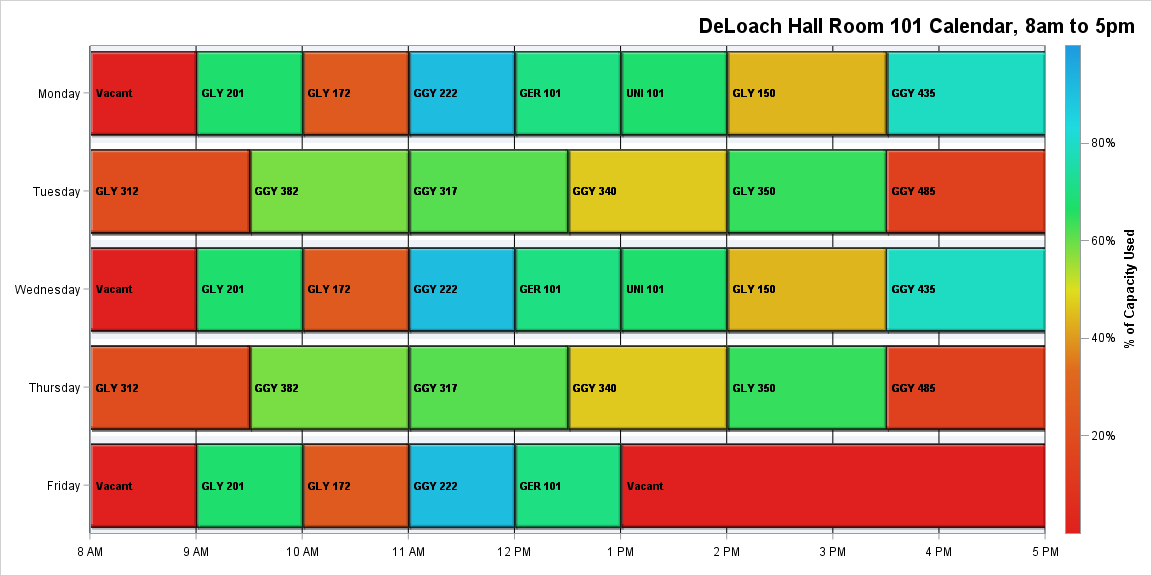 DeLoach Hall Room 101 Calendar, 8am to 5pm
Monday
Vacant
GLY 201
GLY 172
GGY 222
GER 101
UNI 101
GLY 150
GGY 435
Tuesday
GLY 312
GGY 382
GGY 317
GGY 340
GLY 350
GGY 485
Wednesday
Vacant
GLY 201
GLY 172
GGY 222
GER 101
UNI 101
GLY 150
GGY 435
Thursday
GLY 312
GGY 382
GGY 317
GGY 340
GLY 350
GGY 485
Friday
Vacant
GLY 201
GLY 172
GGY 222
GER 101
Vacant
8 AM
9 AM
10 AM
11 AM
12 PM
1 PM
2 PM
3 PM
4 PM
5 PM
80%
60%
40%
20%
% of Capacity Used